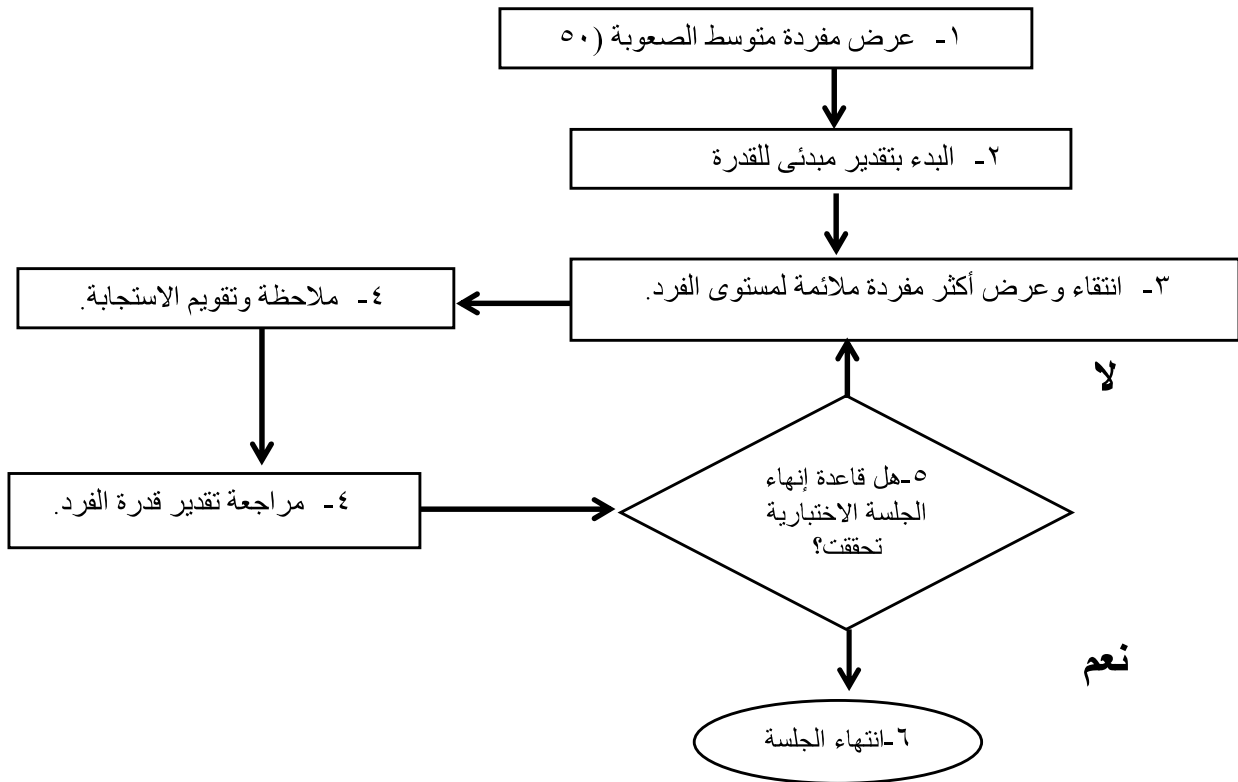 ١- عرض مفردة متوسط الصعوبة (٥٠
٢- البدء بتقدير مبدئى للقدرة
٣- انتقاء وعرض أكثر مفردة ملائمة لمستوى الفرد.
٤- ملاحظة وتقويم الاستجابة.
لا
٤- مراجعة تقدير قدرة الفرد.
٥-هل قاعدة إنهاء
الجلسة الاختبارية
تحققت؟
نعم
٦-انتهاء الجلسة